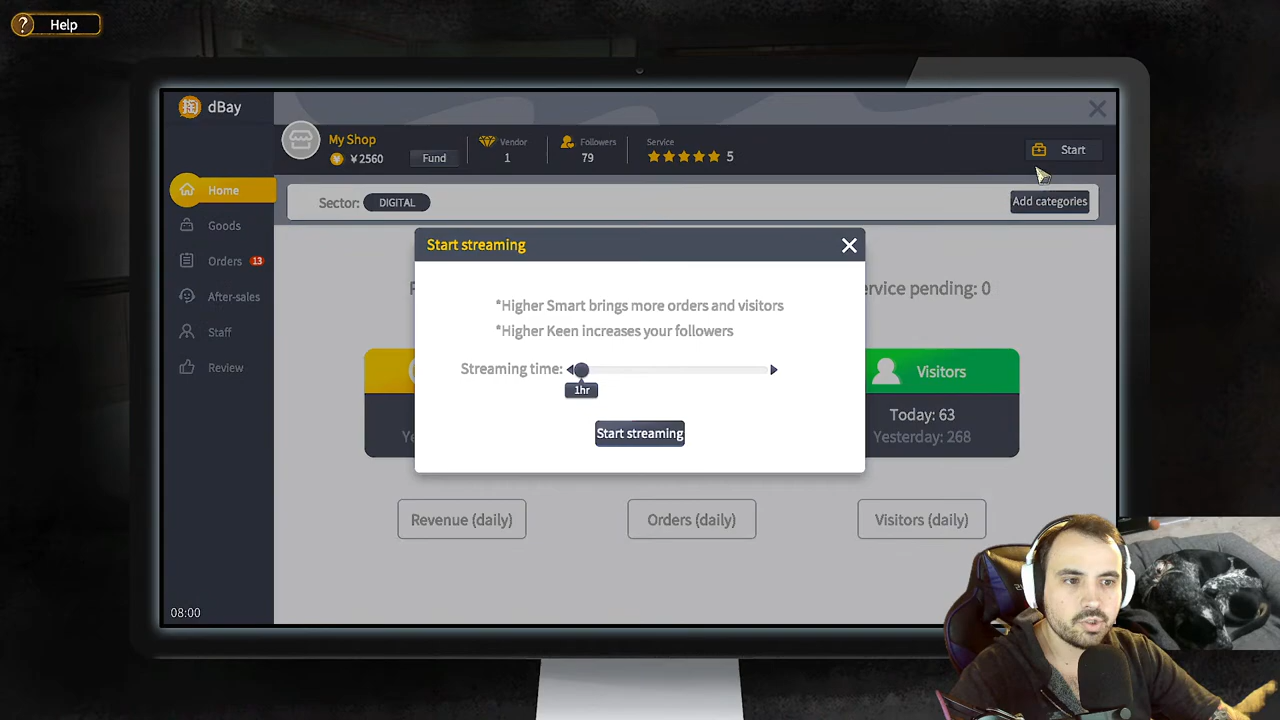 ? Help
掏 dBay
My Shop
¥2560
Fund
Vendor
1
Followers
79
Service
5
Start
Home
Goods
Orders 13
After-sales
Staff
Review
08:00
Sector: DIGITAL
Add categories
Start streaming
*Higher Smart brings more orders and visitors
*Higher Keen increases your followers
Streaming time:
1hr
Start streaming
ervice pending: 0
Visitors
Today: 63
Yesterday: 268
Ye
Revenue (daily)
Orders (daily)
Visitors (daily)